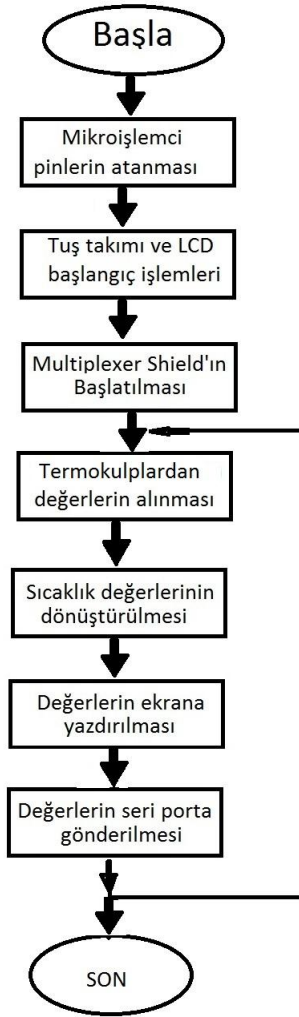 Başla
Mikroişlemci
pinlerin atanması
Tuş takımı ve LCD
başlangıç işlemleri
Multiplexer Shield'ın
Başlatılması
Termokulplardan
değerlerin alınması
Sıcaklık değerlerinin
dönüştürülmesi
Değerlerin ekrana
yazdırılması
Değerlerin seri porta
gönderilmesi
SON